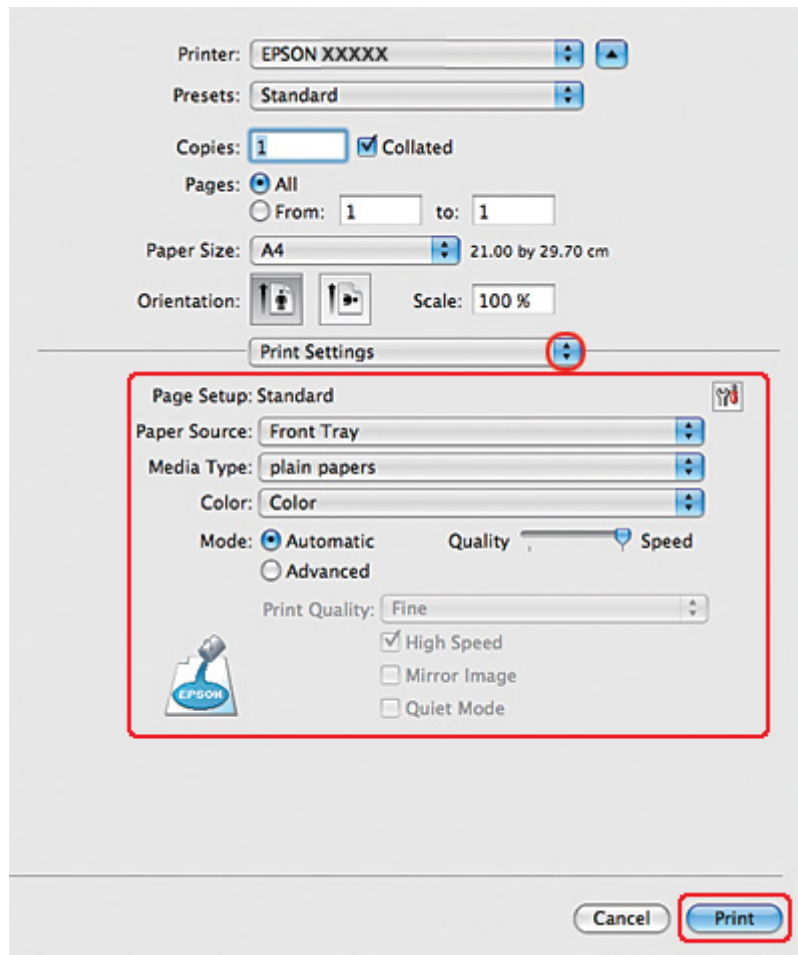 Printer: EPSON XXXXX
Presets: Standard
Copies: 1 Collated
Pages: All
From: 1 to: 1
Paper Size: A4 21.00 by 29.70 cm
Orientation: Scale: 100 %
Print Settings
Page Setup: Standard
Paper Source: Front Tray
Media Type: plain papers
Color: Color
Mode: Automatic Quality Speed
Advanced
Print Quality: Fine
High Speed
Mirror Image
EPSON
Quiet Mode
Cancel Print